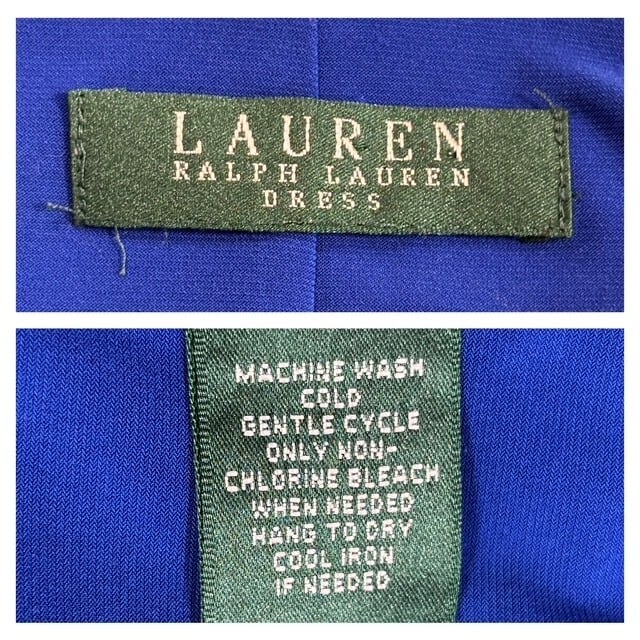 LAUREN
RALPH LAUREN
DRESS
MACHINE WASH
COLD
GENTLE CYCLE
ONLY NON-
CHLORINE BLEACH
WHEN NEEDED
HANG TO DRY
COOL IRON
IF NEEDED